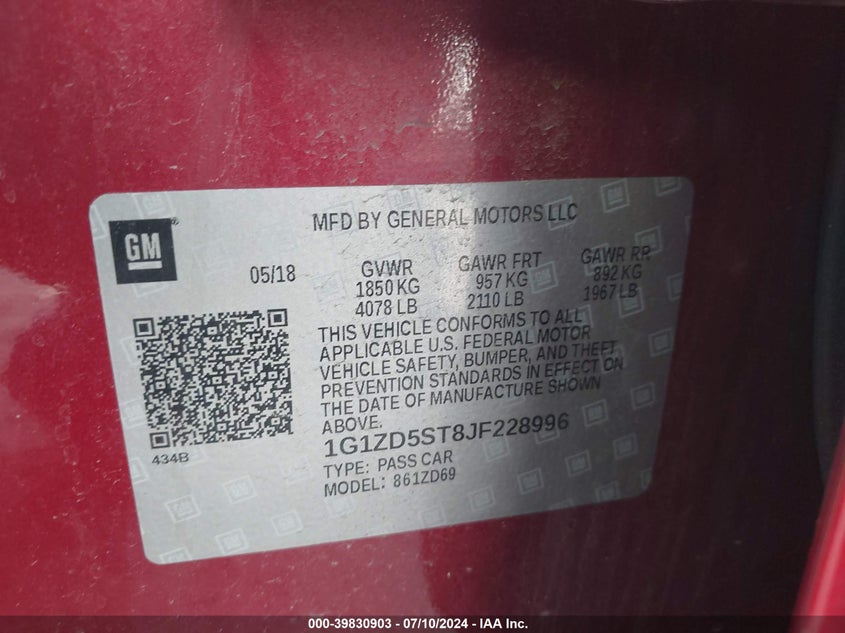 GM®
MFD BY GENERAL MOTORS LLC
05/18 GVWR GAWR FRT GAWR RR
1850 KG 957 KG 892 KG
4078 LB 2110 LB 1967 LB
THIS VEHICLE CONFORMS TO ALL
APPLICABLE U.S. FEDERAL MOTOR
VEHICLE SAFETY, BUMPER, AND THEFT
PREVENTION STANDARDS IN EFFECT ON
THE DATE OF MANUFACTURE SHOWN
ABOVE.
1G1ZD5ST8JF228996
434B
TYPE: PASS CAR
MODEL: 861ZD69
000-39830903 - 07/10/2024 - IAA Inc.